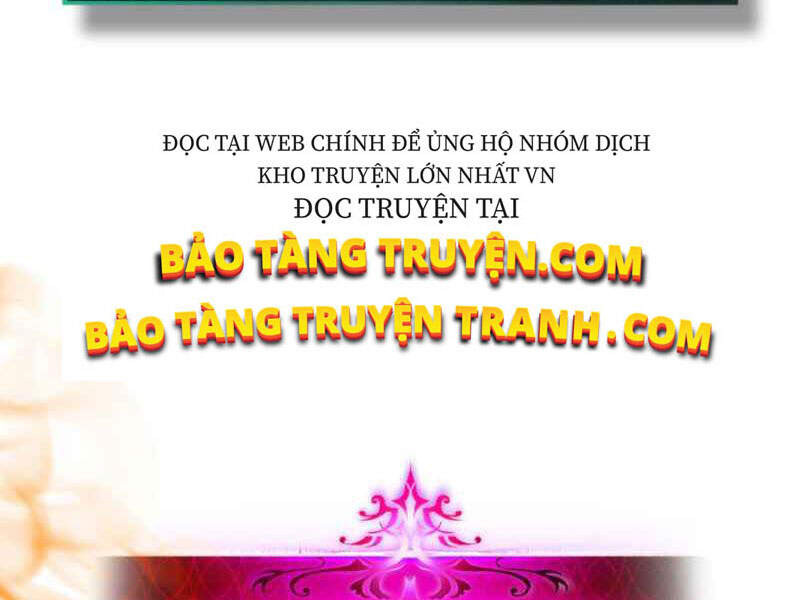 ĐỌC TẠI WEB CHÍNH ĐỂ ỦNG HỘ NHÓM DỊCH
KHO TRUYỆN LỚN NHẤT VN
ĐỌC TRUYỆN TẠI
BẢO TÀNG TRUYỆN.COM
BẢO TÀNG TRUYỆN TRANH.COM